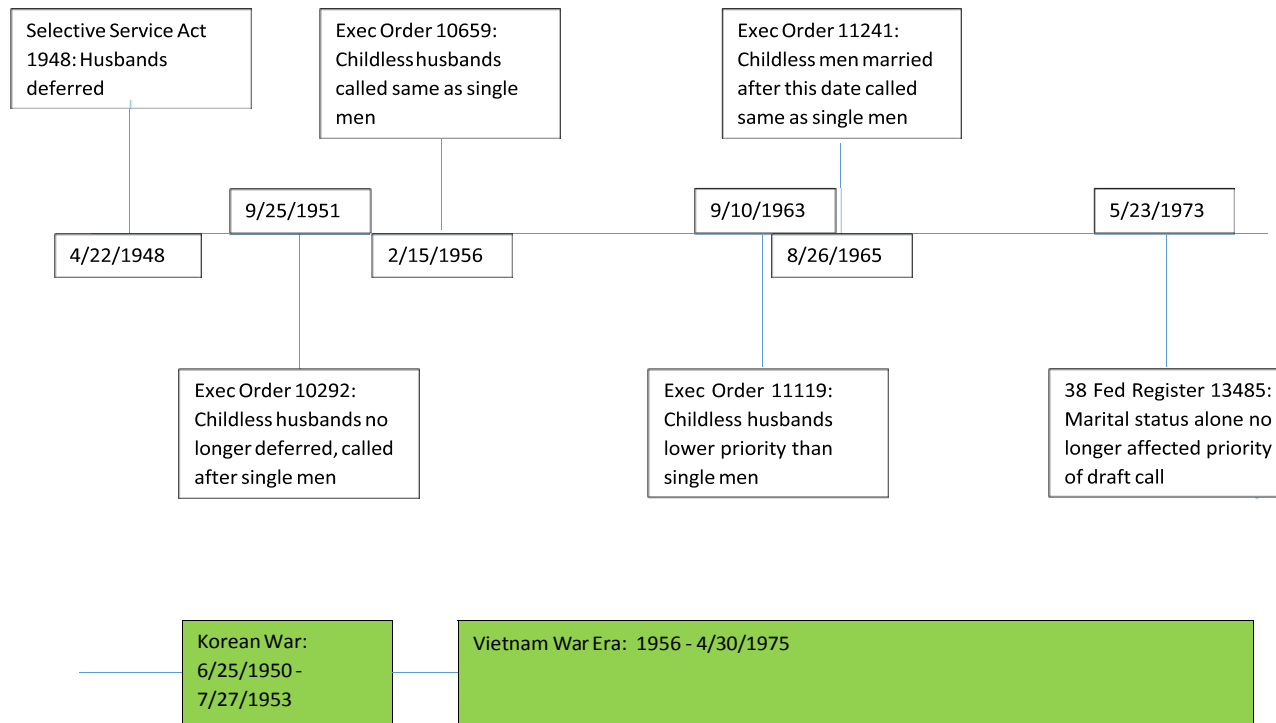 Selective Service Act
1948: Husbands
deferred
Exec Order 10659:
Childless husbands
called same as single
men
Exec Order 11241:
Childless men married
after this date called
same as single men
9/25/1951
9/10/1963
5/23/1973
4/22/1948
2/15/1956
8/26/1965
Exec Order 10292:
Childless husbands no
longer deferred, called
after single men
Exec Order 11119:
Childless husbands
lower priority than
single men
38 Fed Register 13485:
Marital status alone no
longer affected priority
of draft call
Korean War:
6/25/1950 -
7/27/1953
Vietnam War Era: 1956 - 4/30/1975